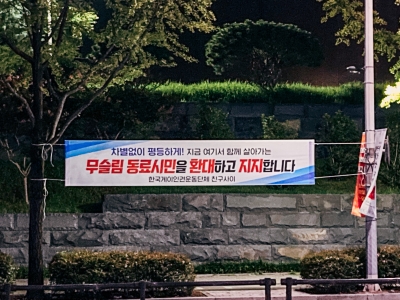 차별없이 평등하게! 지금 여기서 함께 살아가는
무슬림 동료시민을 환대하고 지지합니다
한국게이인권운동단체 친구사이